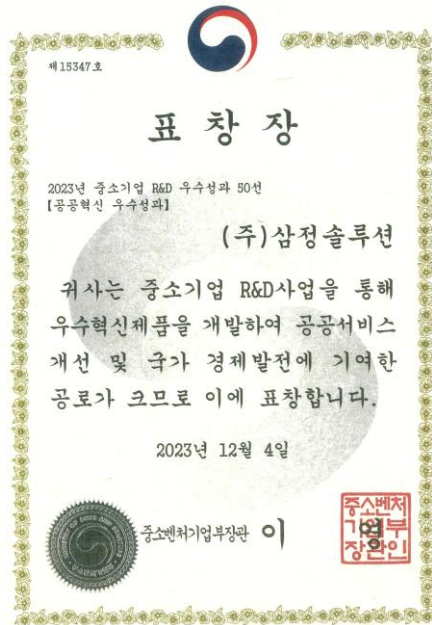 제15347호
표창장
2023년 중소기업 R&D 우수성과 50선
【공공혁신 우수성과】
(주)삼정솔루션
귀사는 중소기업 R&D사업을 통해
우수혁신제품을 개발하여 공공서비스
개선 및 국가 경제발전에 기여한
공로가 크므로 이에 표창합니다.
2023년 12월 4일
중소벤처기업부장관 이 영
중소벤처
기업부
장관인